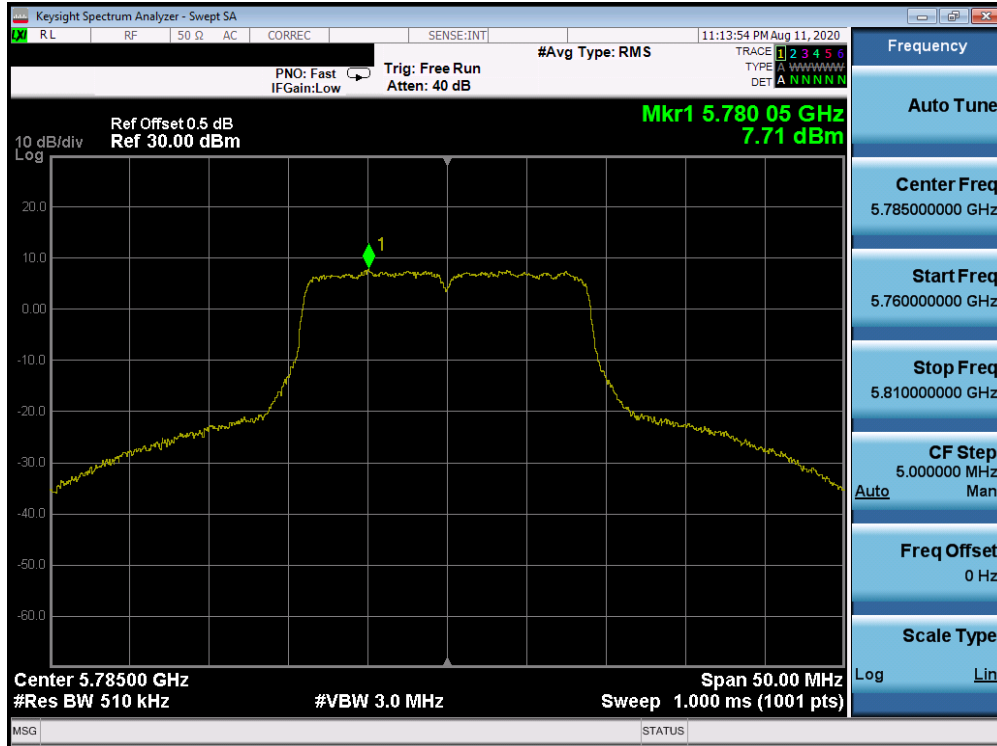 Keysight Spectrum Analyzer - Swept SA
LXI RL RF 50 Ω AC CORREC SENSE:INT 11:13:54 PM Aug 11, 2020
#Avg Type: RMS TRACE 1 2 3 4 5 6
PNO: Fast Trig: Free Run TYPE A WWWWW
IFGain:Low Atten: 40 dB DET A N N N N N
Mkr1 5.780 05 GHz
7.71 dBm
Ref Offset 0.5 dB
10 dB/div Ref 30.00 dBm
Log
20.0
10.0
1
0.00
-10.0
-20.0
-30.0
-40.0
-50.0
-60.0
Center 5.78500 GHz Span 50.00 MHz
#Res BW 510 kHz #VBW 3.0 MHz Sweep 1.000 ms (1001 pts)
MSG STATUS
Frequency
Auto Tune
Center Freq
5.785000000 GHz
Start Freq
5.760000000 GHz
Stop Freq
5.810000000 GHz
CF Step
5.000000 MHz
Auto Man
Freq Offset
0 Hz
Scale Type
Log Lin